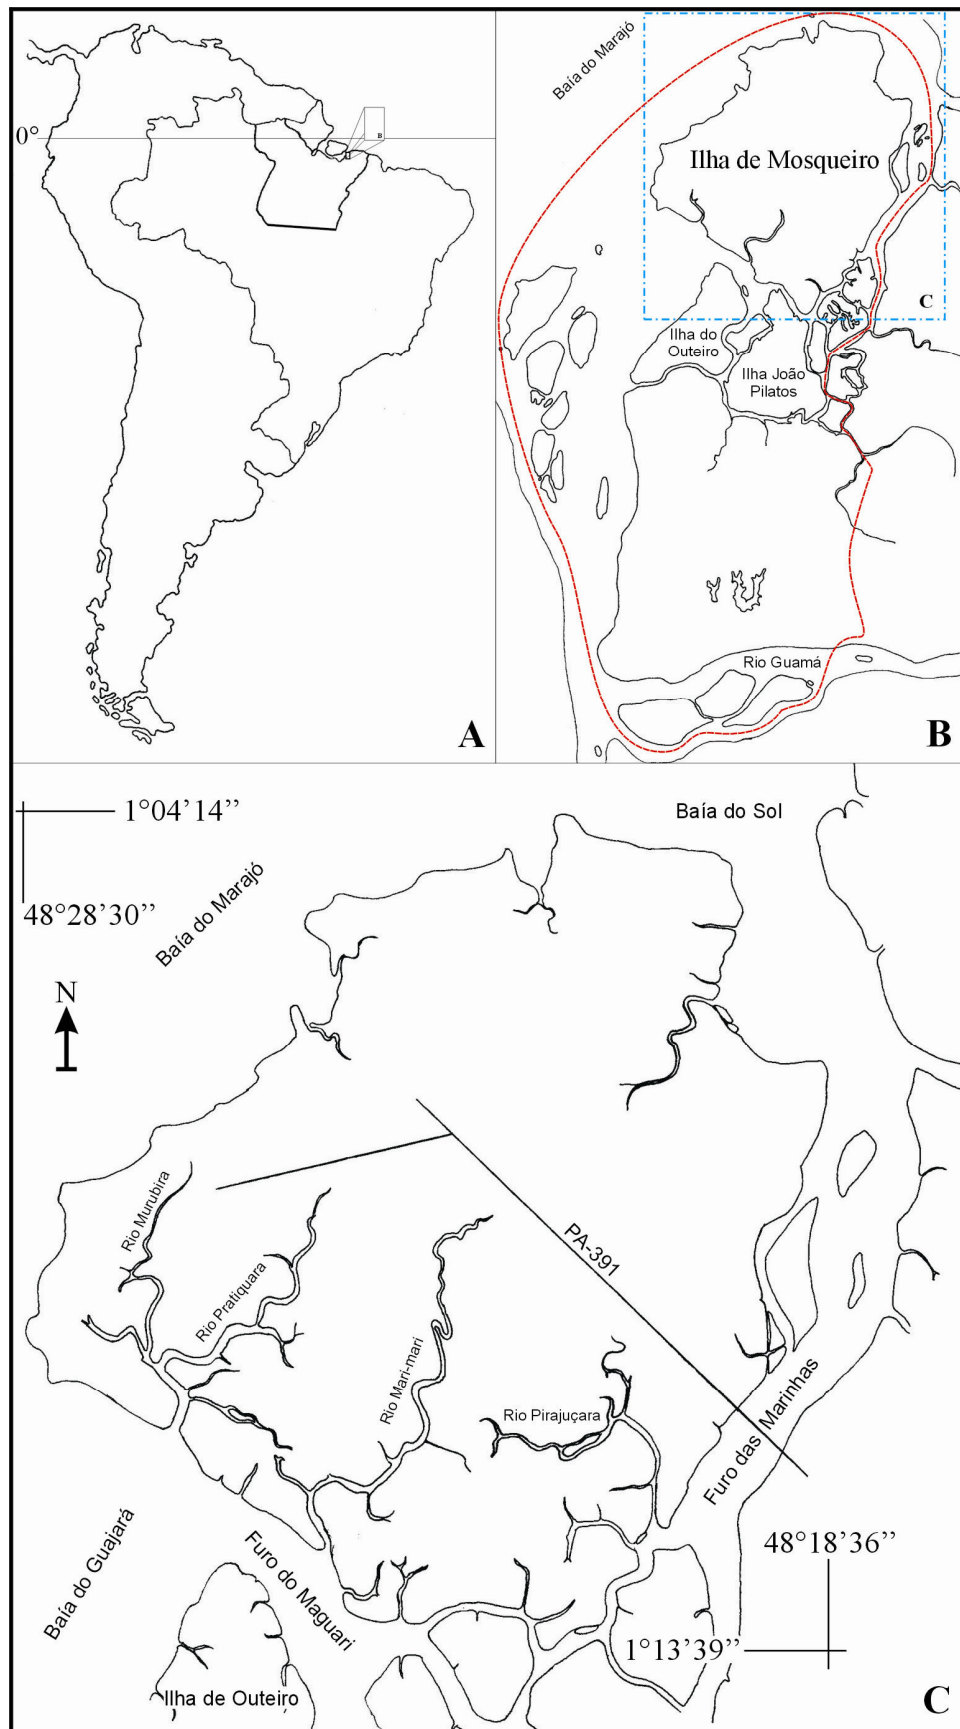 0°
B
A
Baía do Marajó
Ilha de Mosqueiro
C
Ilha do
Outeiro
Ilha João
Pilatos
Rio Guamá
B
1°04’14”
48°28’30”
Baía do Sol
Baía do Marajó
N
PA-391
Rio Murubira
Rio Pratiquara
Rio Mari-mari
Rio Pirajuçara
Furo das Marinhas
Baía do Guajará
Furo do Maguari
48°18’36”
1°13’39”
Ilha de Outeiro
C